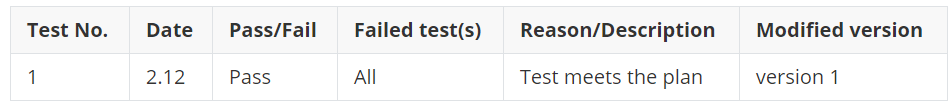 Test No. Date Pass/Fail Failed test(s) Reason/Description Modified version
1 2.12 Pass All Test meets the plan version 1